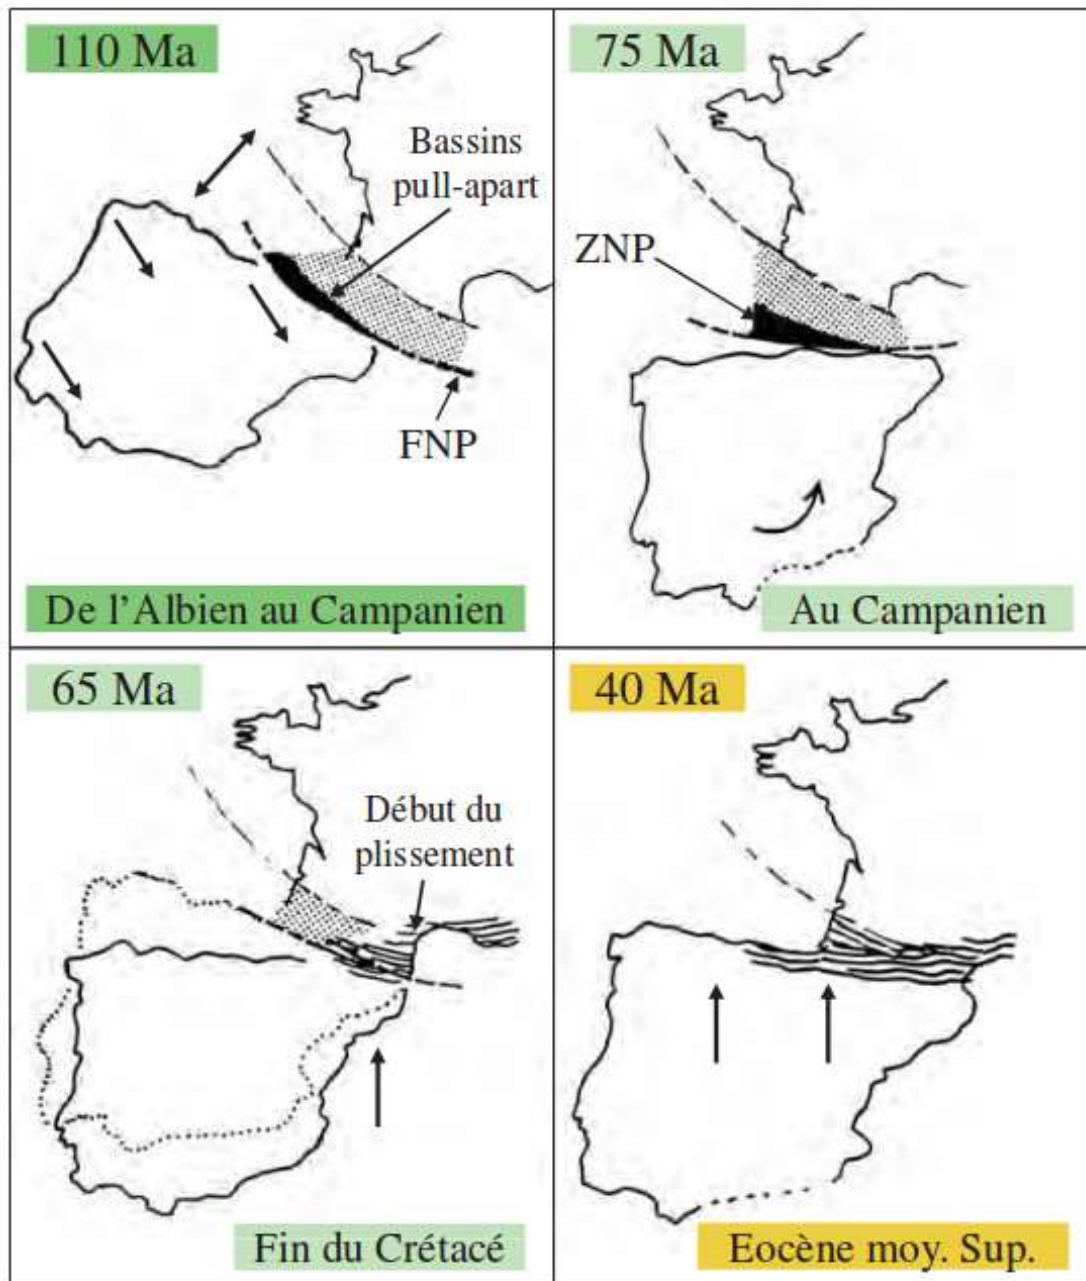 110 Ma
Bassins
pull-apart
FNP
De l'Albien au Campanien
75 Ma
ZNP
Au Campanien
65 Ma
Début du
plissement
Fin du Crétacé
40 Ma
Eocène moy. Sup.